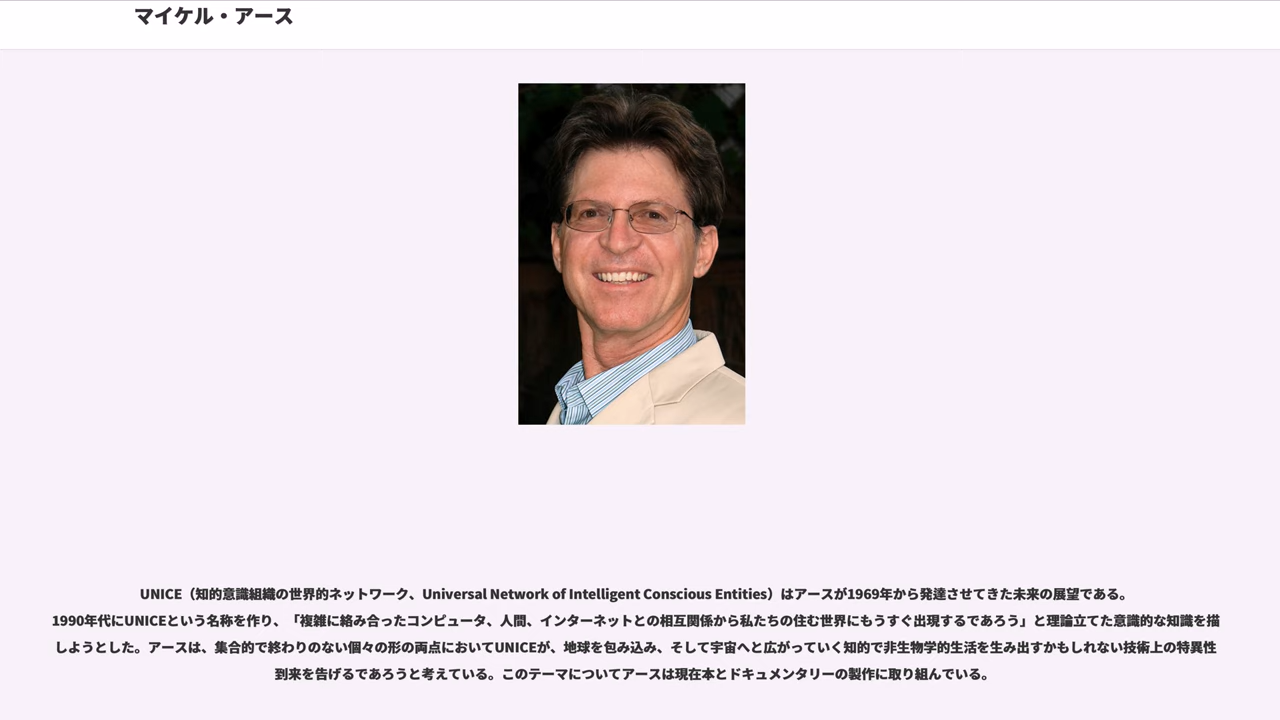 マイケル・アース
UNICE（知的意識組織の世界的ネットワーク、Universal Network of Intelligent Conscious Entities）はアースが1969年から発達させてきた未来の展望である。
1990年代にUNICEという名称を作り、「複雑に絡み合ったコンピュータ、人間、インターネットとの相互関係から私たちの住む世界にもうすぐ出現するであろう」と理論立てた意識的な知識を描
しようとした。アースは、集合的で終わりのない個々の形の両点においてUNICEが、地球を包み込み、そして宇宙へと広がっていく知的で非生物学的生活を生み出すかもしれない技術上の特異性
到来を告げるであろうと考えている。このテーマについてアースは現在本とドキュメンタリーの製作に取り組んでいる。